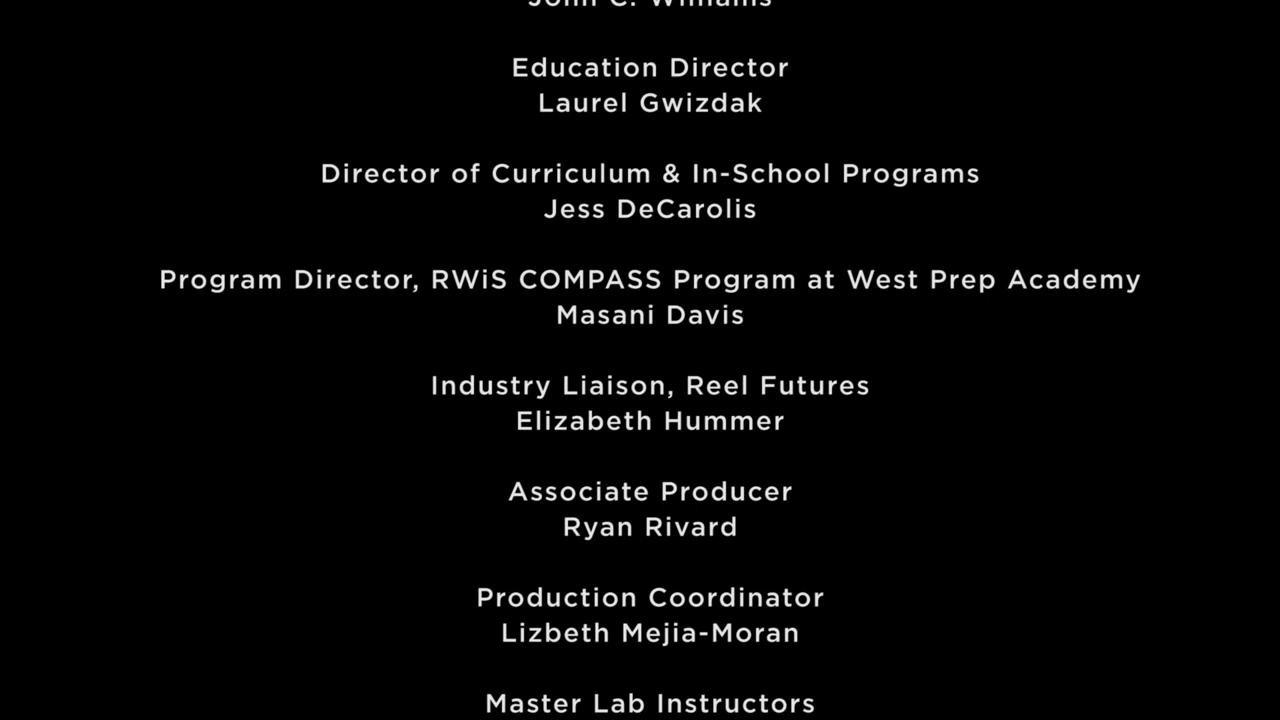 John C. Williams
Education Director
Laurel Gwizdak
Director of Curriculum & In-School Programs
Jess DeCarolis
Program Director, RWiS COMPASS Program at West Prep Academy
Masani Davis
Industry Liaison, Reel Futures
Elizabeth Hummer
Associate Producer
Ryan Rivard
Production Coordinator
Lizbeth Mejia-Moran
Master Lab Instructors